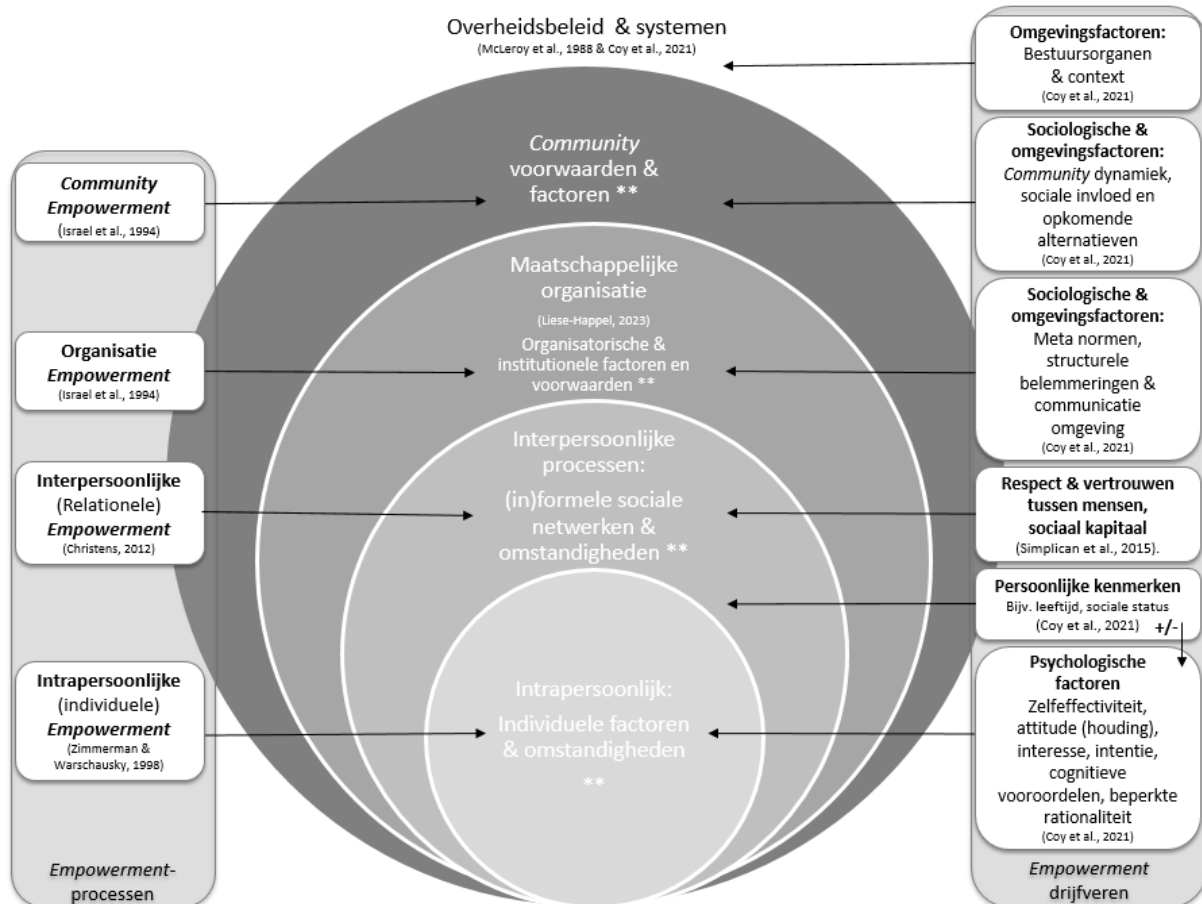 Overheidsbeleid & systemen
(McLeroy et al., 1988 & Coy et al., 2021)
Community
voorwaarden &
factoren **
Maatschappelijke
organisatie
(Liese-Happel, 2023)
Organisatorische &
institutionele factoren en
voorwaarden **
Interpersoonlijke
processen:
(in)formele sociale
netwerken &
omstandigheden **
Intrapersoonlijk:
Individuele factoren
& omstandigheden
**
Community
Empowerment
(Israel et al., 1994)
Organisatie
Empowerment
(Israel et al., 1994)
Interpersoonlijke
(Relationele)
Empowerment
(Christens, 2012)
Intrapersoonlijke
(individuele)
Empowerment
(Zimmerman &
Warschausky, 1998)
Empowerment-
processen
Omgevingsfactoren:
Bestuursorganen
& context
(Coy et al., 2021)
Sociologische &
omgevingsfactoren:
Community dynamiek,
sociale invloed en
opkomende
alternatieven
(Coy et al., 2021)
Sociologische &
omgevingsfactoren:
Meta normen,
structurele
belemmeringen &
communicatie
omgeving
(Coy et al., 2021)
Respect & vertrouwen
tussen mensen,
sociaal kapitaal
(Simplican et al., 2015).
Persoonlijke kenmerken
Bijv. leeftijd, sociale status
(Coy et al., 2021) +/-
Psychologische
factoren
Zelfeffectiviteit,
attitude (houding),
interesse, intentie,
cognitieve
vooroordelen, beperkte
rationaliteit
(Coy et al., 2021)
Empowerment
drijfveren